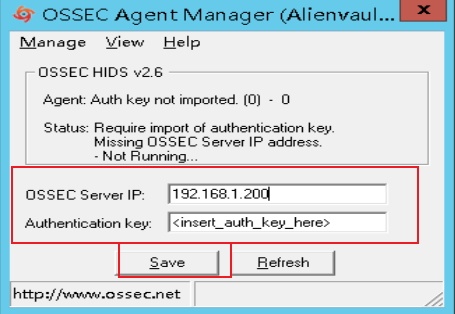 OSSEC Agent Manager (Alienvaul...
x
Manage View Help
OSSEC HIDS v2.6
Agent: Auth key not imported. (0) - 0
Status: Require import of authentication key.
Missing OSSEC Server IP address.
- Not Running...
OSSEC Server IP: 192.168.1.200
Authentication key: <insert_auth_key_here>
Save Refresh
http://www.ossec.net